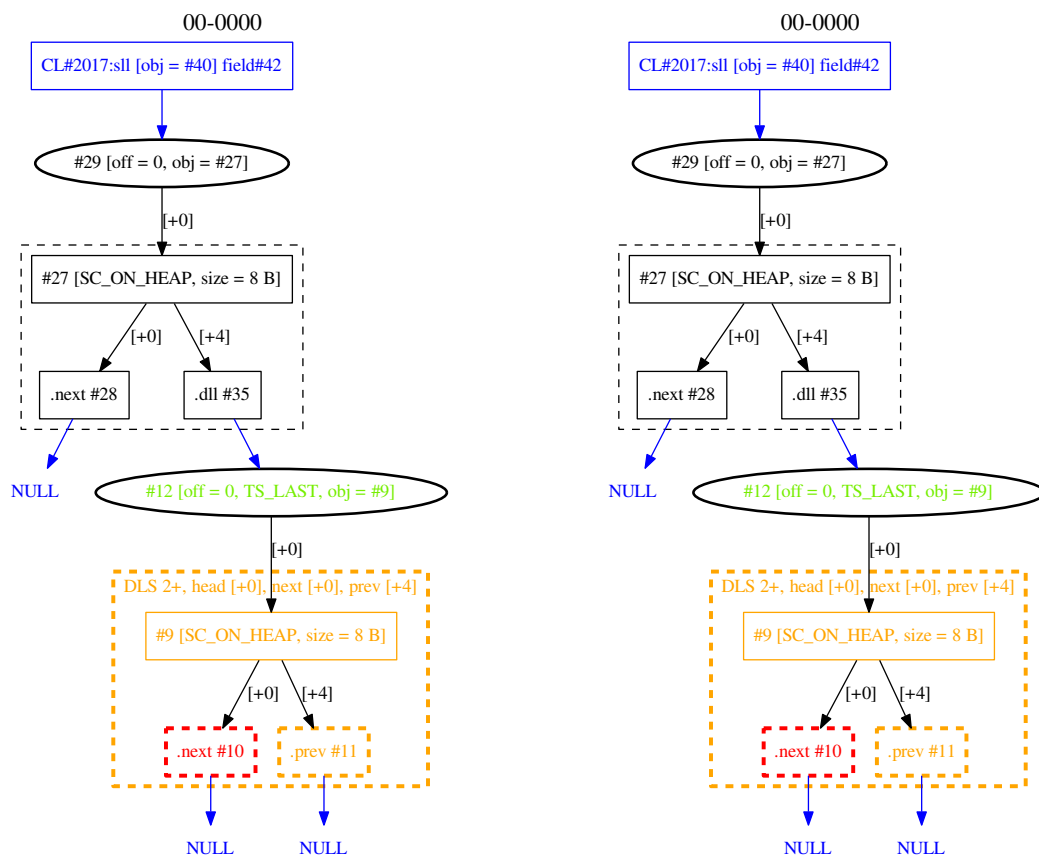 00-0000
CL#2017:sll [obj = #40] field#42
#29 [off = 0, obj = #27]
[+0]
#27 [SC_ON_HEAP, size = 8 B]
[+0]
[+4]
.next #28
.dll #35
NULL
#12 [off = 0, TS_LAST, obj = #9]
[+0]
DLS 2+, head [+0], next [+0], prev [+4]
#9 [SC_ON_HEAP, size = 8 B]
[+0]
[+4]
.next #10
.prev #11
NULL
NULL
00-0000
CL#2017:sll [obj = #40] field#42
#29 [off = 0, obj = #27]
[+0]
#27 [SC_ON_HEAP, size = 8 B]
[+0]
[+4]
.next #28
.dll #35
NULL
#12 [off = 0, TS_LAST, obj = #9]
[+0]
DLS 2+, head [+0], next [+0], prev [+4]
#9 [SC_ON_HEAP, size = 8 B]
[+0]
[+4]
.next #10
.prev #11
NULL
NULL